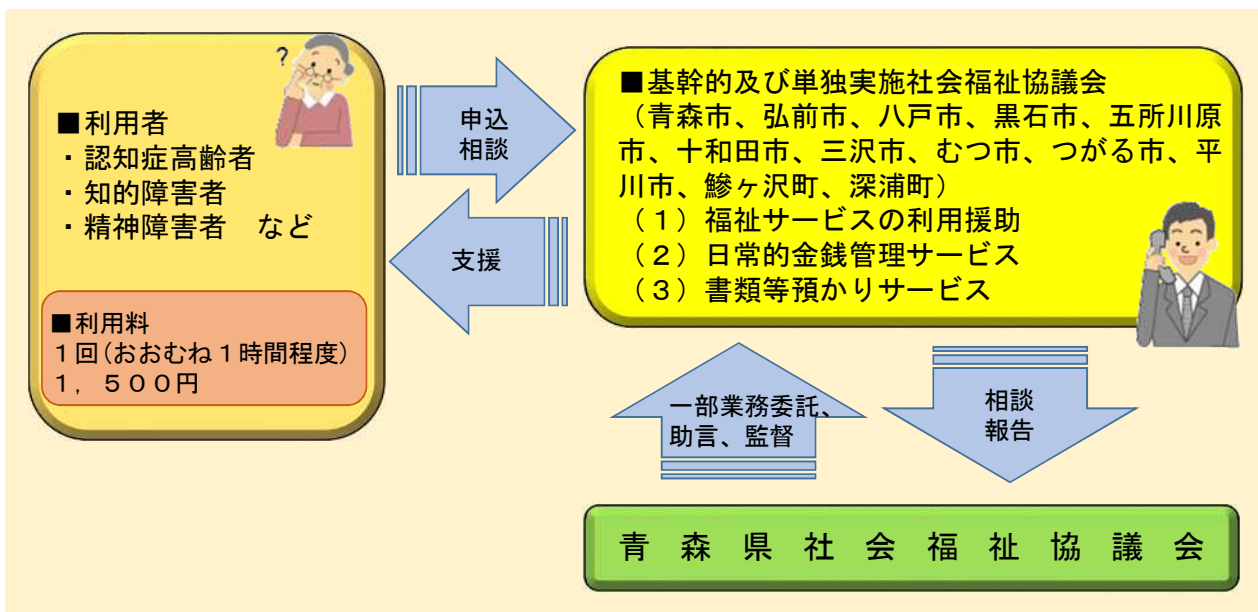 ?
■利用者
・認知症高齢者
・知的障害者
・精神障害者　など
■利用料
1回(おおむね１時間程度)
１，５００円
申込
相談
支援
■基幹的及び単独実施社会福祉協議会
（青森市、弘前市、八戸市、黒石市、五所川原
市、十和田市、三沢市、むつ市、つがる市、平
川市、鰺ヶ沢町、深浦町）
（１）福祉サービスの利用援助
（２）日常的金銭管理サービス
（３）書類等預かりサービス
一部業務委託、
助言、監督
相談
報告
青森県社会福祉協議会